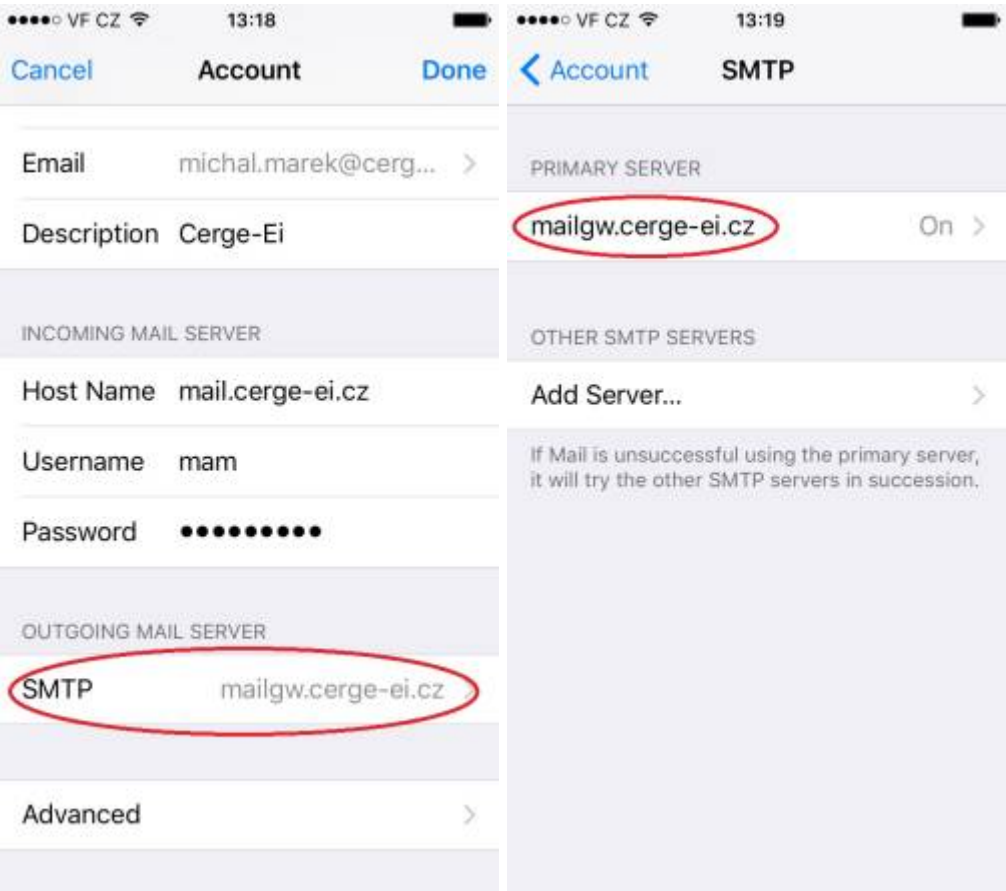 VF CZ 13:18
Cancel Account Done
Email michal.marek@cerg...
Description Cerge-Ei
INCOMING MAIL SERVER
Host Name mail.cerge-ei.cz
Username mam
Password •••••••••
OUTGOING MAIL SERVER
SMTP mailgw.cerge-ei.cz
Advanced
VF CZ 13:19
Account SMTP
PRIMARY SERVER
mailgw.cerge-ei.cz On
OTHER SMTP SERVERS
Add Server...
If Mail is unsuccessful using the primary server,
it will try the other SMTP servers in succession.